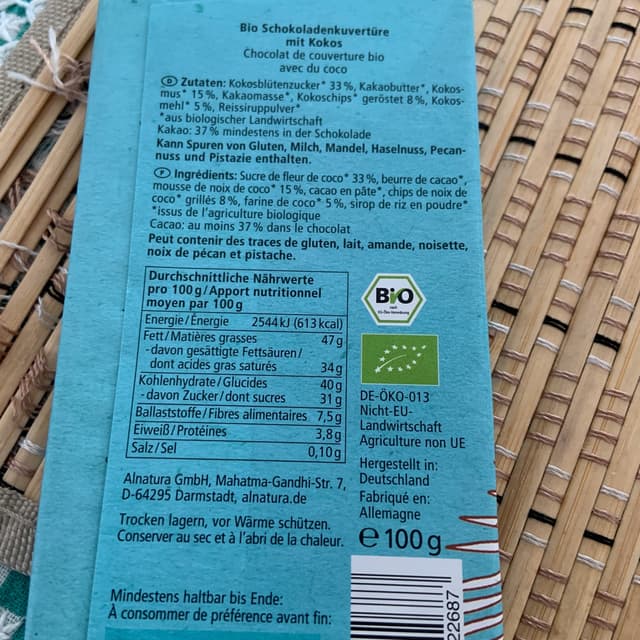 Bio Schokoladenkuvertüre
mit Kokos
Chocolat de couverture bio
avec du coco
D Zutaten: Kokosblütenzucker* 33 %, Kakaobutter*, Kokos-
mus* 15 %, Kakaomasse*, Kokoschips* geröstet 8 %, Kokos-
mehl* 5 %, Reissiruppulver*
*aus biologischer Landwirtschaft
Kakao: 37 % mindestens in der Schokolade
Kann Spuren von Gluten, Milch, Mandel, Haselnuss, Pecan-
nuss und Pistazie enthalten.
F Ingrédients: Sucre de fleur de coco* 33 %, beurre de cacao*,
mousse de noix de coco* 15 %, cacao en pâte*, chips de noix de
coco* grillés 8 %, farine de coco* 5 %, sirop de riz en poudre*
*issus de l'agriculture biologique
Cacao: au moins 37 % dans le chocolat
Peut contenir des traces de gluten, lait, amande, noisette,
noix de pécan et pistache.
Durchschnittliche Nährwerte
pro 100 g/Apport nutritionnel
moyen par 100 g
Energie/Énergie 2544 kJ (613 kcal)
Fett/Matières grasses 47 g
-davon gesättigte Fettsäuren/
dont acides gras saturés 34 g
Kohlenhydrate/Glucides 40 g
-davon Zucker/dont sucres 31 g
Ballaststoffe/Fibres alimentaires 7,5 g
Eiweiß/Protéines 3,8 g
Salz/Sel 0,10 g
Bio
nach
EG-Öko-Verordnung
DE-ÖKO-013
Nicht-EU-
Landwirtschaft
Agriculture non UE
Hergestellt in:
Deutschland
Fabriqué en:
Allemagne
e 100 g
Alnatura GmbH, Mahatma-Gandhi-Str. 7,
D-64295 Darmstadt, alnatura.de
Trocken lagern, vor Wärme schützen.
Conserver au sec et à l'abri de la chaleur.
Mindestens haltbar bis Ende:
À consommer de préférence avant fin:
22687